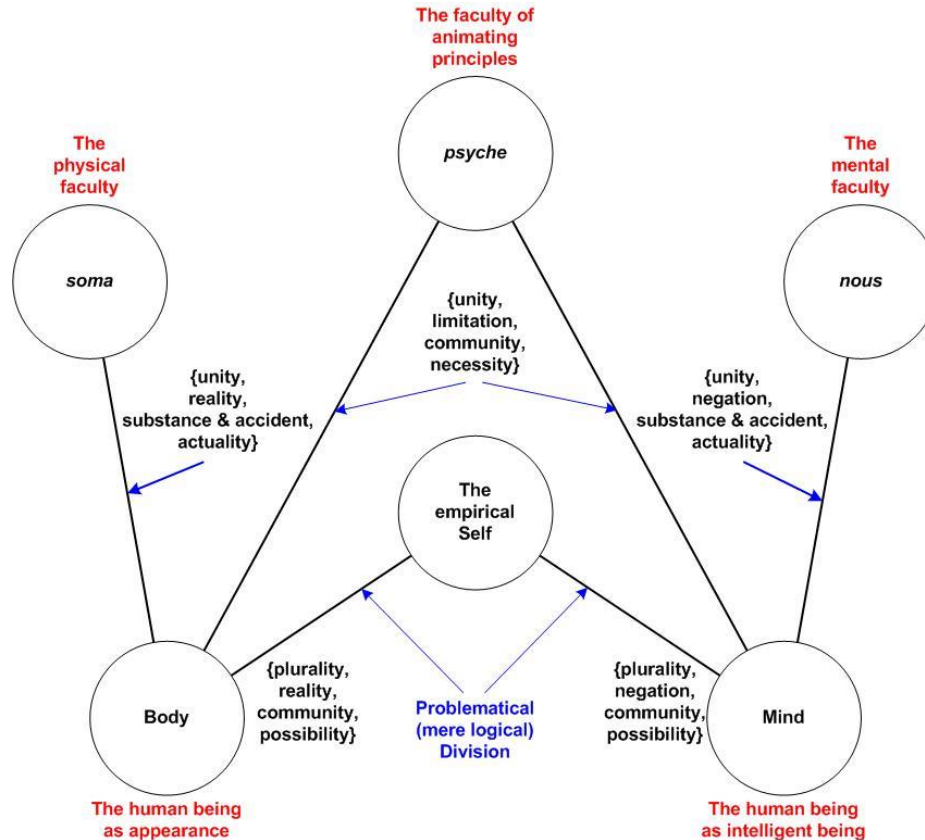 The faculty of
animating
principles
psyche
The
physical
faculty
soma
The
mental
faculty
nous
{unity,
limitation,
community,
necessity}
{unity,
reality,
substance & accident,
actuality}
{unity,
negation,
substance & accident,
actuality}
The
empirical
Self
{plurality,
reality,
community,
possibility}
Problematical
(mere logical)
Division
{plurality,
negation,
community,
possibility}
Body
Mind
The human being
as appearance
The human being
as intelligent being